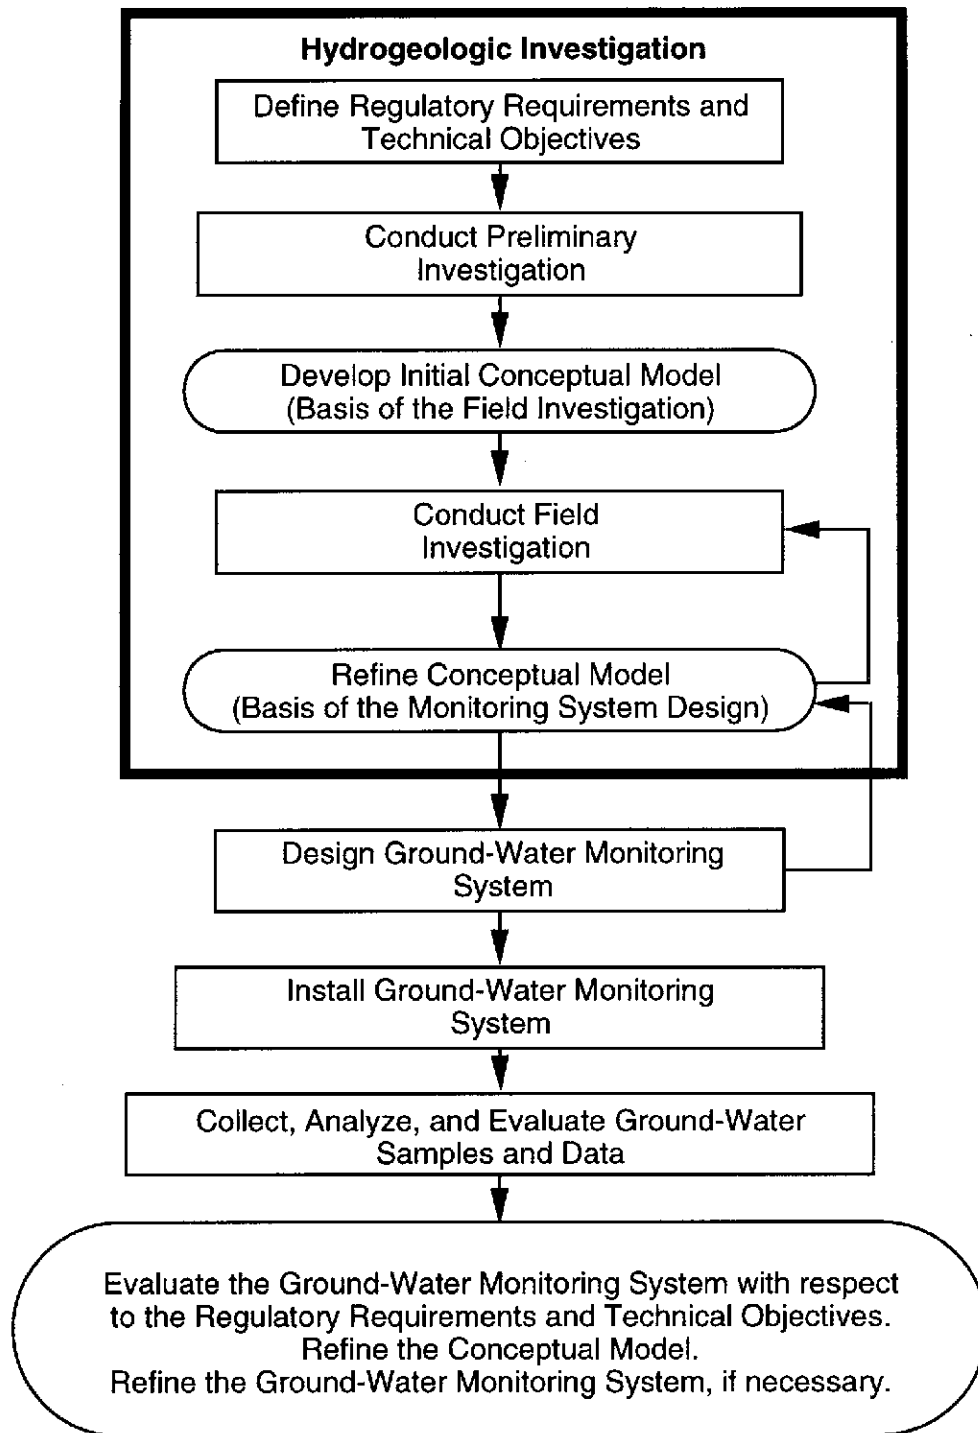 Hydrogeologic Investigation
Define Regulatory Requirements and
Technical Objectives
Conduct Preliminary
Investigation
Develop Initial Conceptual Model
(Basis of the Field Investigation)
Conduct Field
Investigation
Refine Conceptual Model
(Basis of the Monitoring System Design)
Design Ground-Water Monitoring
System
Install Ground-Water Monitoring
System
Collect, Analyze, and Evaluate Ground-Water
Samples and Data
Evaluate the Ground-Water Monitoring System with respect
to the Regulatory Requirements and Technical Objectives.
Refine the Conceptual Model.
Refine the Ground-Water Monitoring System, if necessary.